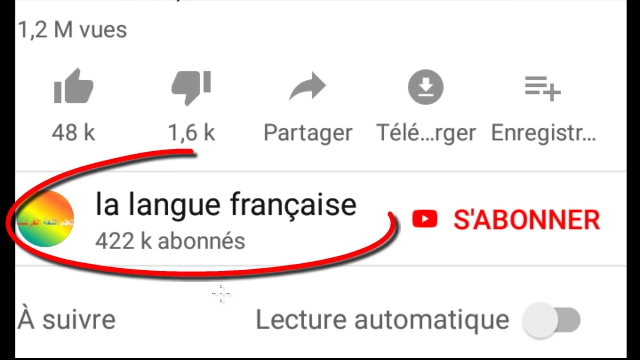 1,2 M vues
48 k
1,6 k
Partager
Télé...rger
Enregistr...
la langue française
422 k abonnés
S'ABONNER
À suivre
Lecture automatique